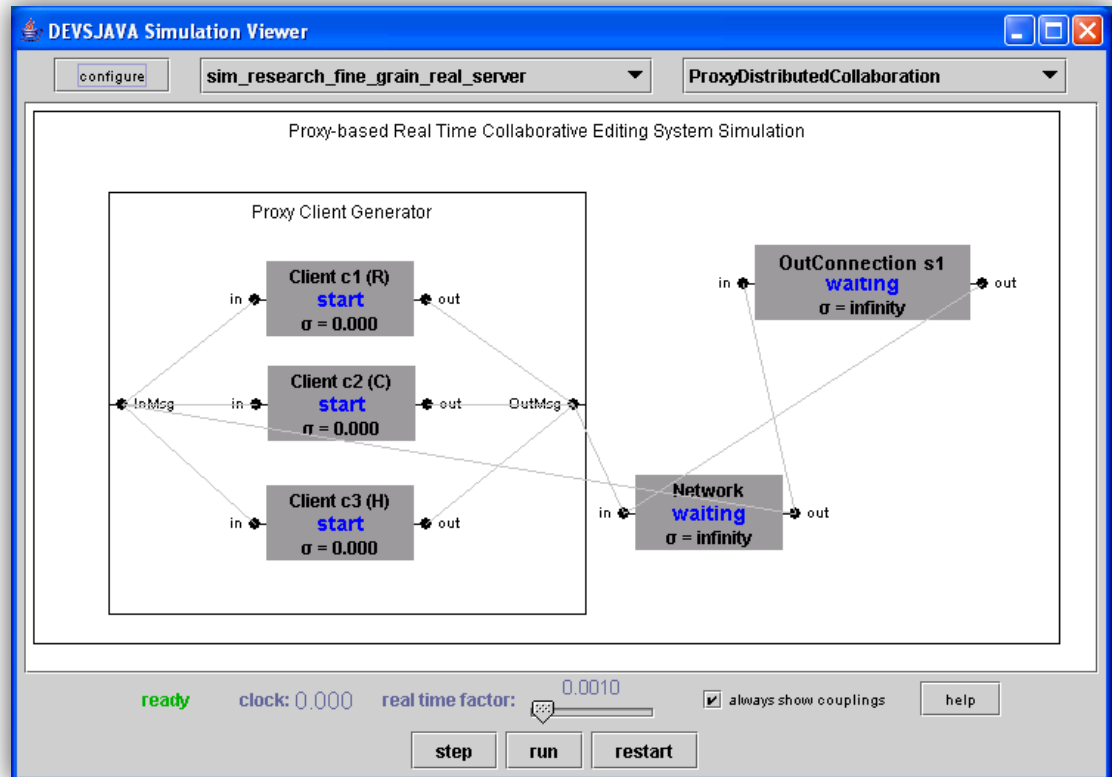 DEVSJAVA Simulation Viewer
configure
sim_research_fine_grain_real_server
ProxyDistributedCollaboration
Proxy-based Real Time Collaborative Editing System Simulation
Proxy Client Generator
Client c1 (R)
in start out
σ = 0.000
OutConnection s1
in waiting out
σ = infinity
Client c2 (C)
InMsg in start out OutMsg
σ = 0.000
Client c3 (H)
in start out
σ = 0.000
Network
in waiting out
σ = infinity
ready clock: 0.000 real time factor: 0.0010 always show couplings help
step run restart